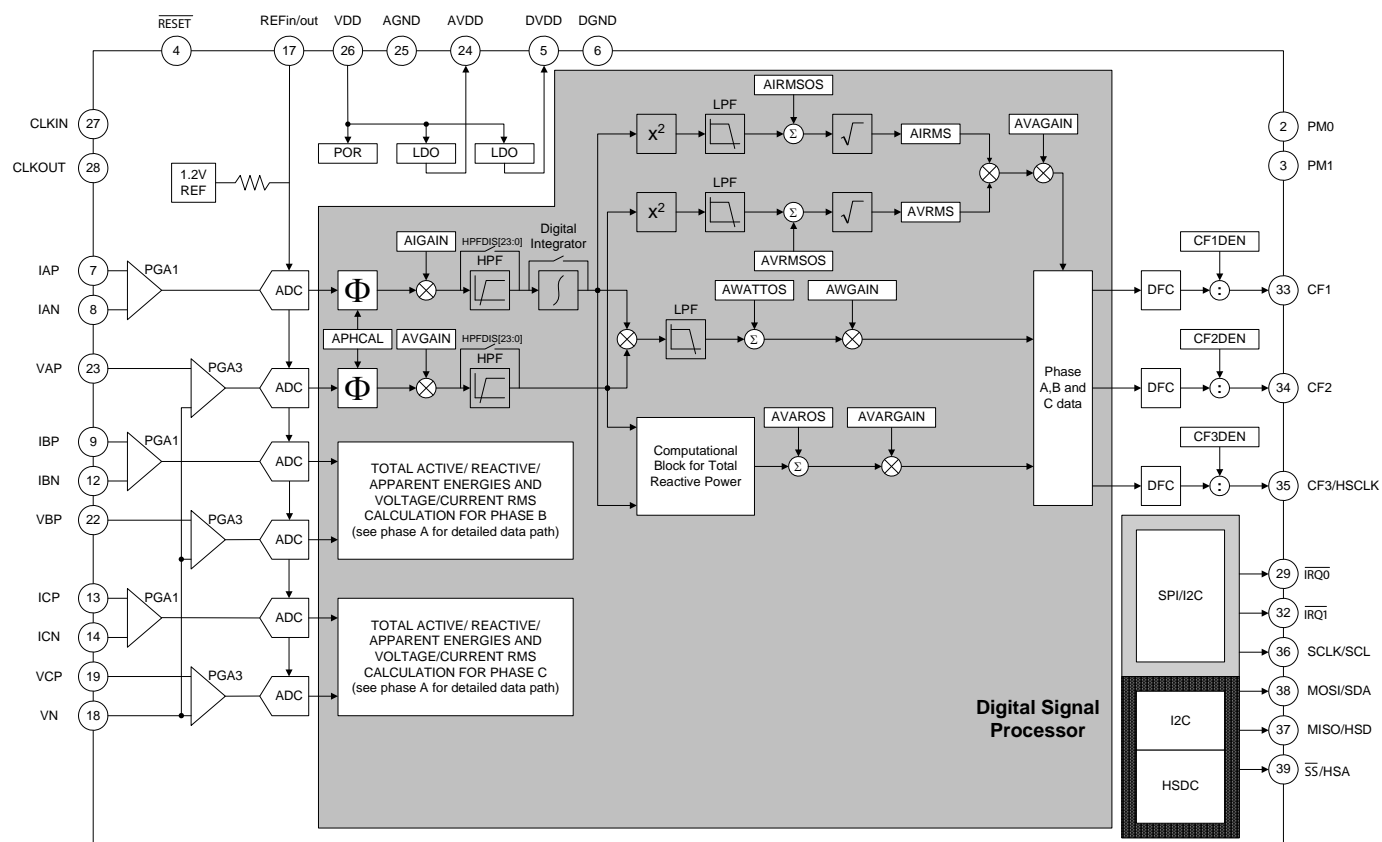 RESET
REFin/out
VDD
AGND
AVDD
DVDD
DGND
4
17
26
25
24
5
6
CLKIN
27
CLKOUT
28
1.2V
REF
POR
LDO
LDO
AIRMSOS
LPF
X2
Σ
√
AIRMS
AVAGAIN
LPF
X2
Σ
√
AVRMS
AVRMSOS
2
PM0
3
PM1
IAP
7
IAN
8
PGA1
ADC
Φ
AIGAIN
HPFDIS[23:0]
HPF
Digital
Integrator
∫
APHCAL
AVGAIN
HPFDIS[23:0]
HPF
VAP
23
PGA3
ADC
Φ
LPF
AWATTOS
Σ
AWGAIN
Computational
Block for Total
Reactive Power
AVAROS
Σ
AVARGAIN
Phase
A,B and
C data
DFC
CF1DEN
:
33
CF1
DFC
CF2DEN
:
34
CF2
DFC
CF3DEN
:
35
CF3/HSCLK
IBP
9
IBN
12
PGA1
ADC
VBP
22
PGA3
ADC
TOTAL ACTIVE/ REACTIVE/
APPARENT ENERGIES AND
VOLTAGE/CURRENT RMS
CALCULATION FOR PHASE B
(see phase A for detailed data path)
ICP
13
ICN
14
PGA1
ADC
VCP
19
PGA3
ADC
VN
18
TOTAL ACTIVE/ REACTIVE/
APPARENT ENERGIES AND
VOLTAGE/CURRENT RMS
CALCULATION FOR PHASE C
(see phase A for detailed data path)
Digital Signal
Processor
SPI/I2C
I2C
HSDC
29
IRQ0
32
IRQ1
36
SCLK/SCL
38
MOSI/SDA
37
MISO/HSD
39
SS/HSA